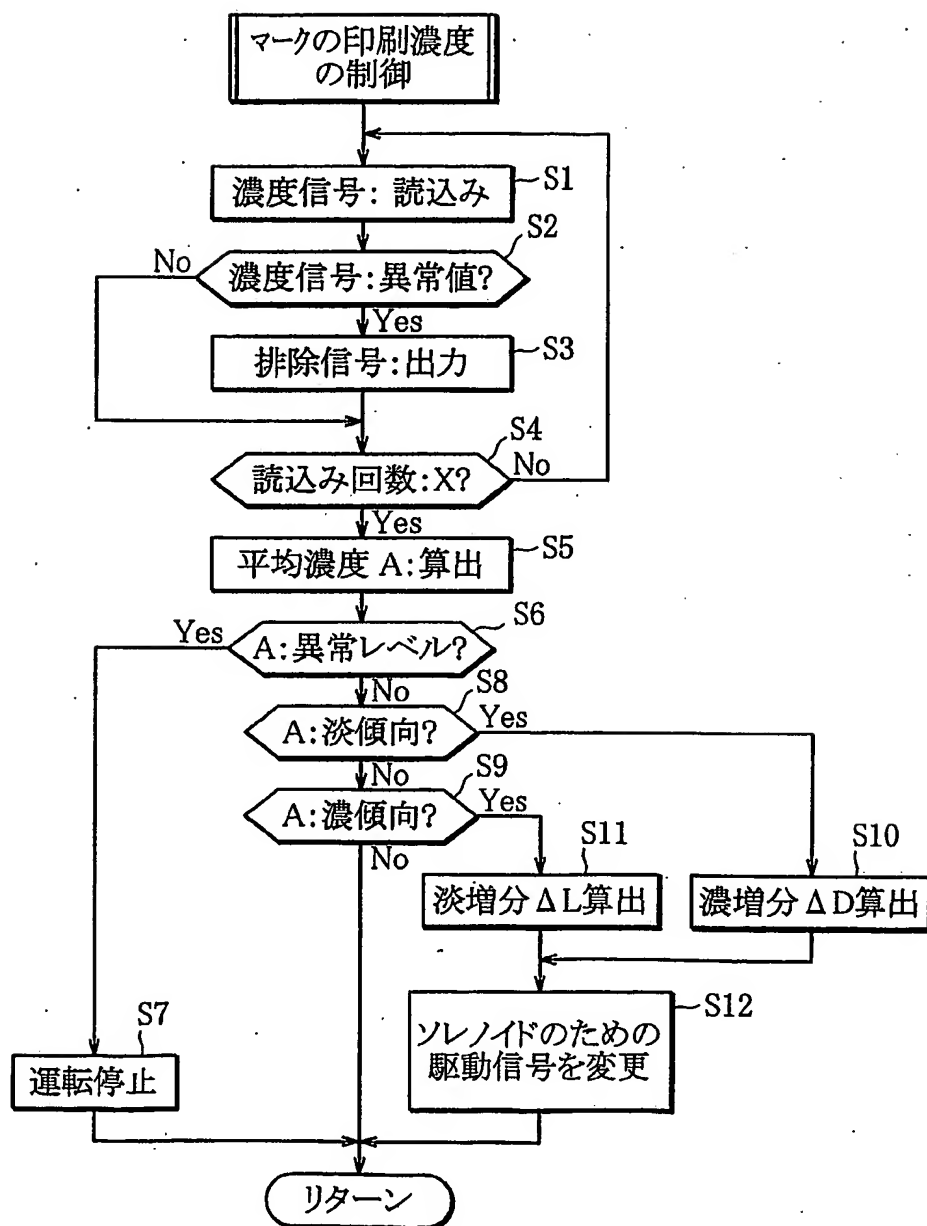 マークの印刷濃度
の制御
濃度信号: 読込み
S1
S2
No
濃度信号:異常値?
Yes
排除信号:出力
S3
S4
読込み回数:X?
No
Yes
平均濃度 A:算出
S5
S6
Yes
A:異常レベル?
No
S8
A:淡傾向?
Yes
No
S9
A:濃傾向?
Yes
No
S11
S10
淡増分 ΔL算出
濃増分 ΔD算出
S12
ソレノイドのための
駆動信号を変更
S7
運転停止
リターン